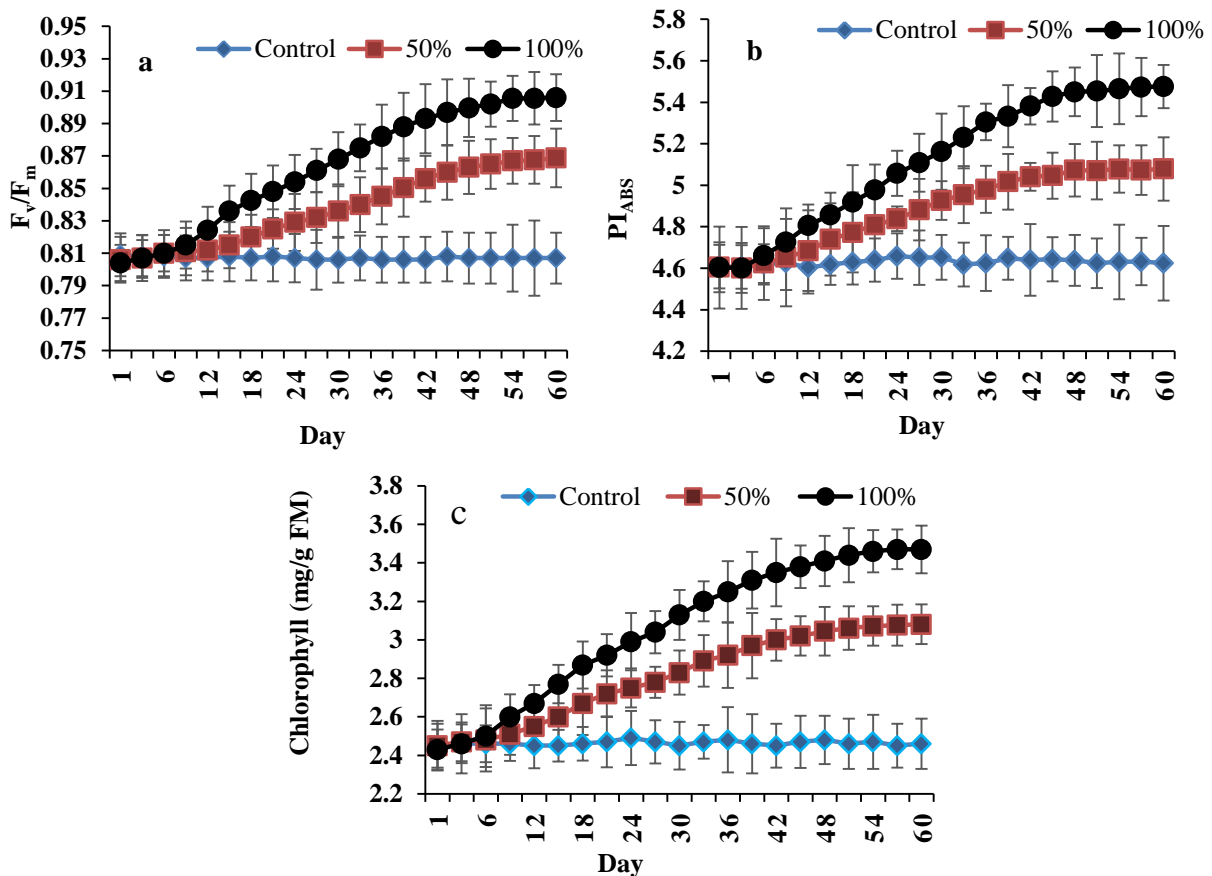 a
Control 50% 100%
0.95
0.93
0.91
0.89
0.87
0.85
0.83
0.81
0.79
0.77
0.75
Fv/Fm
1 6 12 18 24 30 36 42 48 54 60
Day
b
Control 50% 100%
5.8
5.6
5.4
5.2
5
4.8
4.6
4.4
4.2
PIABS
1 6 12 18 24 30 36 42 48 54 60
Day
c
Control 50% 100%
3.8
3.6
3.4
3.2
3
2.8
2.6
2.4
2.2
Chlorophyll (mg/g FM)
1 6 12 18 24 30 36 42 48 54 60
Day